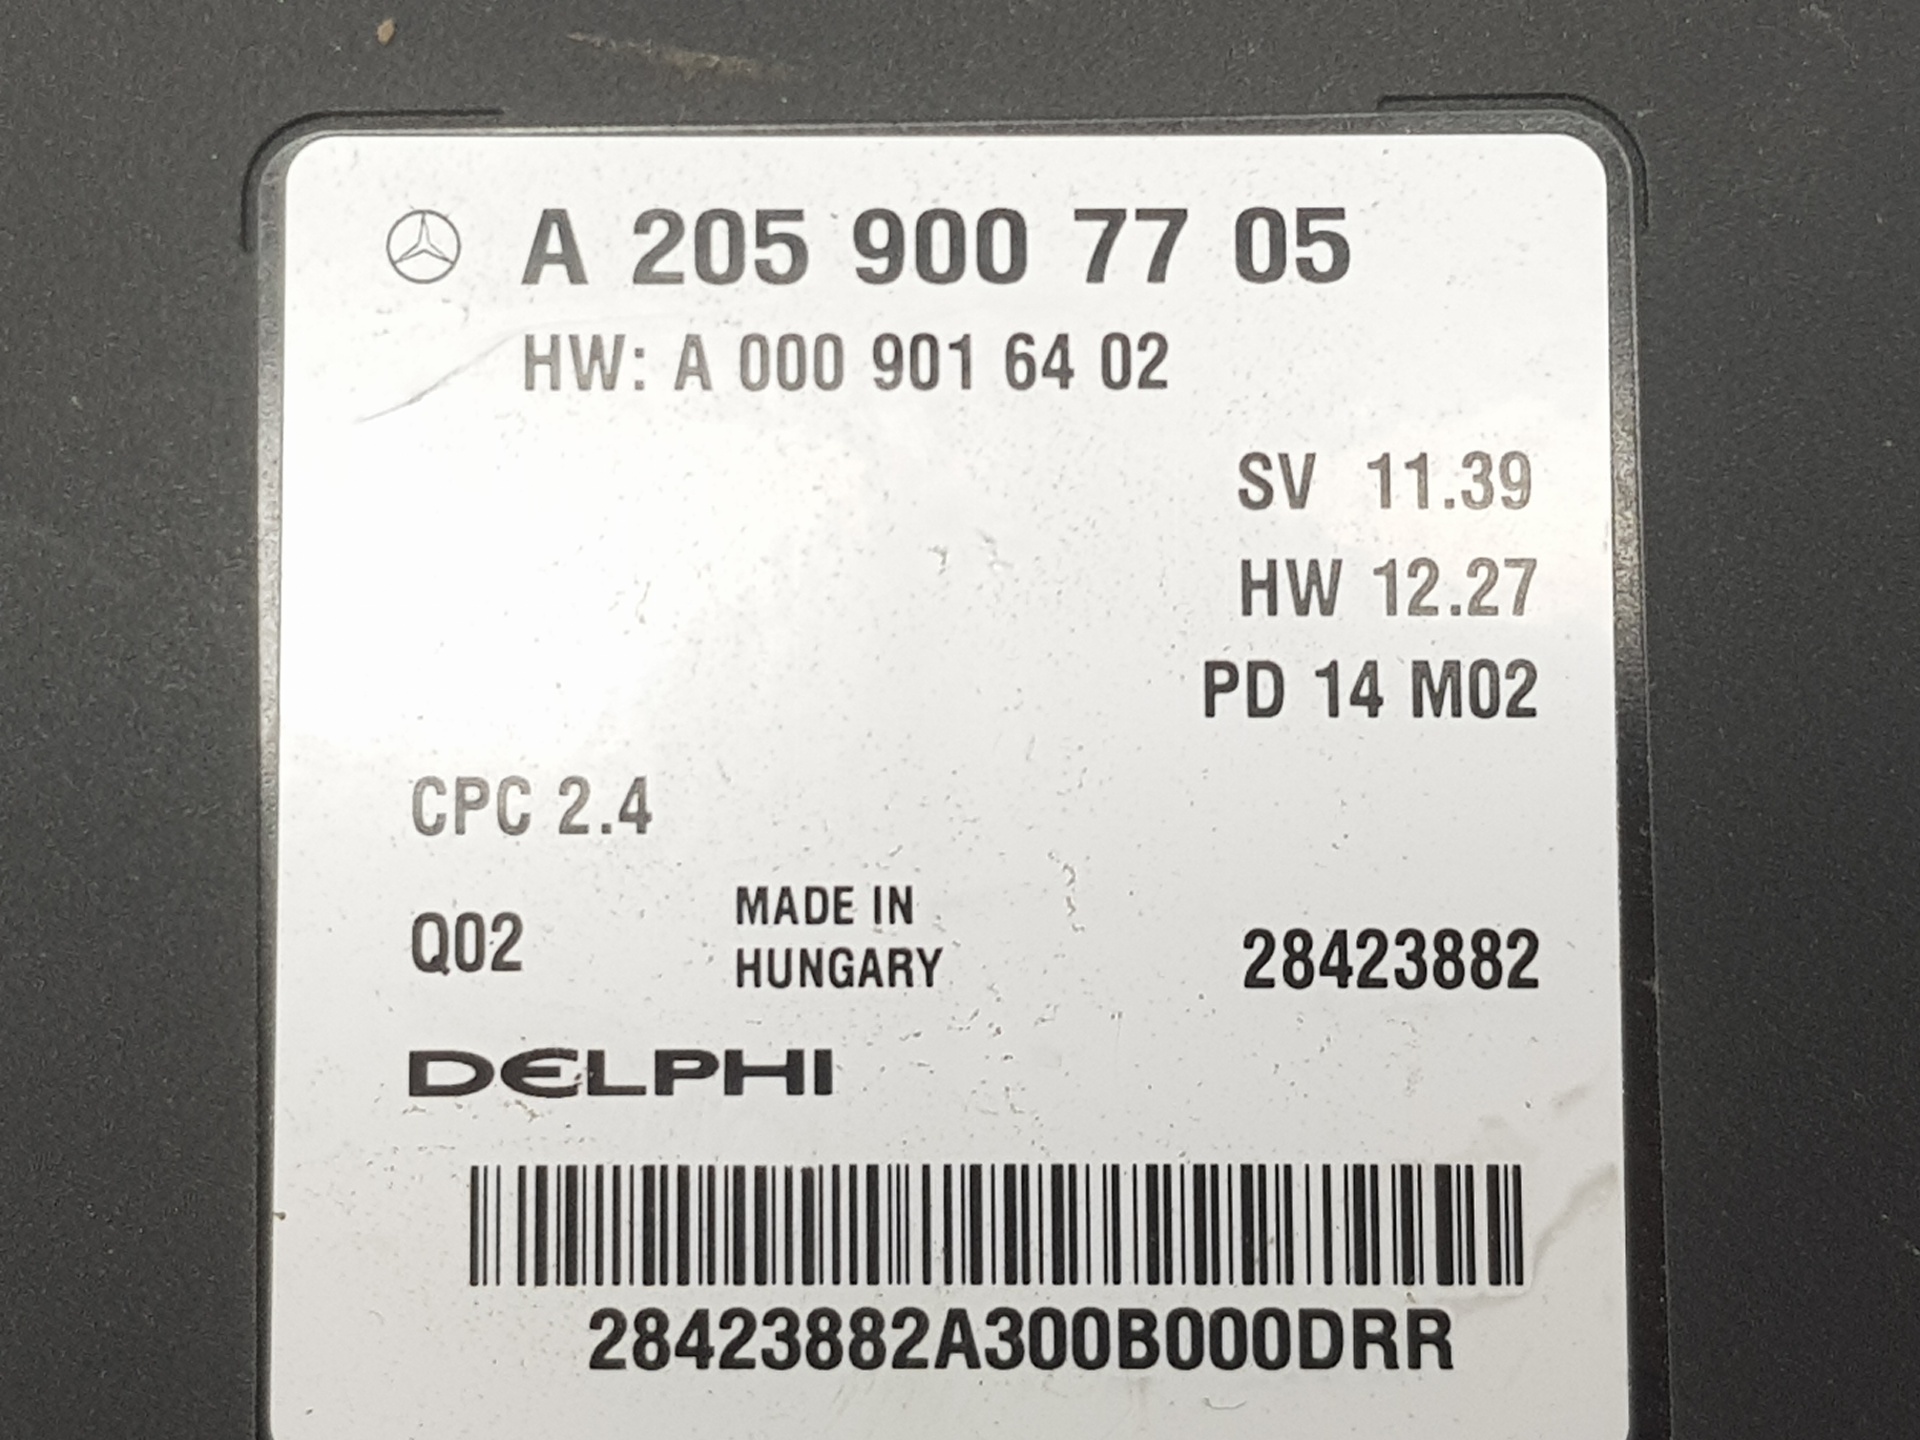 A 205 900 77 05
HW: A 000 901 64 02
SV 11.39
HW 12.27
PD 14 M02
CPC 2.4
Q02
MADE IN
HUNGARY
28423882
DELPHI
28423882A300B000DRR